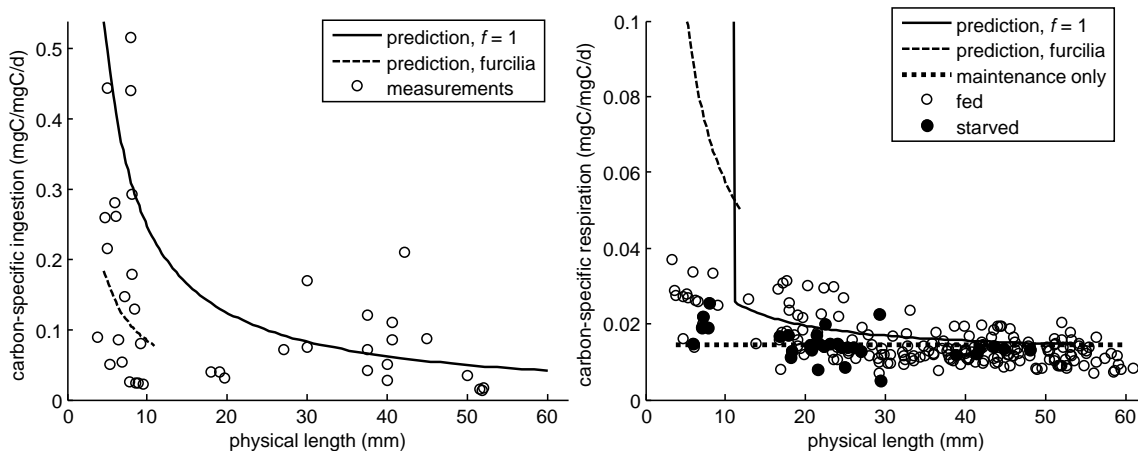 prediction, f = 1
prediction, furcilia
measurements
carbon-specific ingestion (mgC/mgC/d)
0.5
0.4
0.3
0.2
0.1
0
0 10 20 30 40 50 60
physical length (mm)
prediction, f = 1
prediction, furcilia
maintenance only
fed
starved
carbon-specific respiration (mgC/mgC/d)
0.1
0.08
0.06
0.04
0.02
0
0 10 20 30 40 50 60
physical length (mm)